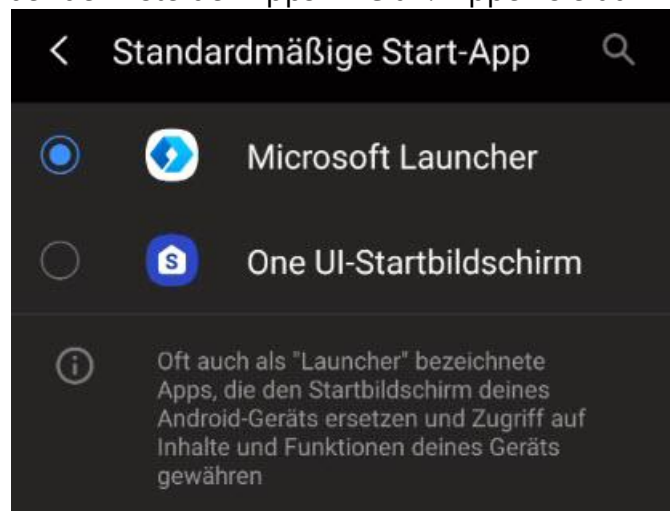 Standardmäßige Start-App
Microsoft Launcher
S
One UI-Startbildschirm
Oft auch als "Launcher" bezeichnete
Apps, die den Startbildschirm deines
Android-Geräts ersetzen und Zugriff auf
Inhalte und Funktionen deines Geräts
gewähren